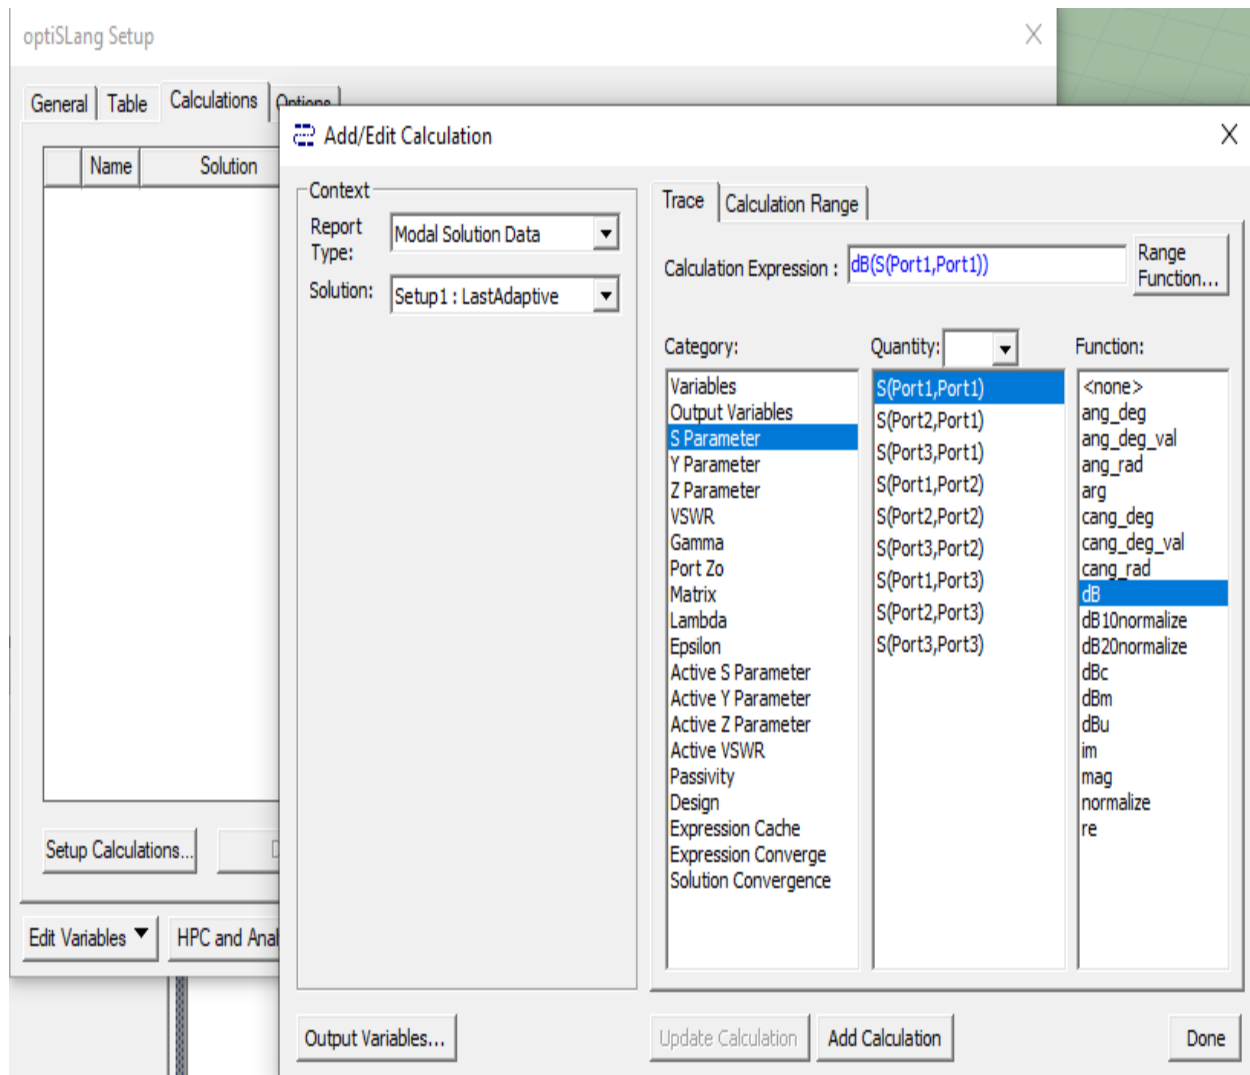 optiSLang Setup
General
Table
Calculations
Options
Name
Solution
Setup Calculations...
Edit Variables
HPC and Anal
Add/Edit Calculation
Context
Report
Type:
Modal Solution Data
Solution:
Setup1 : LastAdaptive
Trace
Calculation Range
Calculation Expression :
dB(S(Port1,Port1))
Range
Function...
Category:
Variables
Output Variables
S Parameter
Y Parameter
Z Parameter
VSWR
Gamma
Port Zo
Matrix
Lambda
Epsilon
Active S Parameter
Active Y Parameter
Active Z Parameter
Active VSWR
Passivity
Design
Expression Cache
Expression Converge
Solution Convergence
Quantity:
S(Port1,Port1)
S(Port2,Port1)
S(Port3,Port1)
S(Port1,Port2)
S(Port2,Port2)
S(Port3,Port2)
S(Port1,Port3)
S(Port2,Port3)
S(Port3,Port3)
Function:
<none>
ang_deg
ang_deg_val
ang_rad
arg
cang_deg
cang_deg_val
cang_rad
dB
dB10normalize
dB20normalize
dBc
dBm
dBu
im
mag
normalize
re
Output Variables...
Update Calculation
Add Calculation
Done